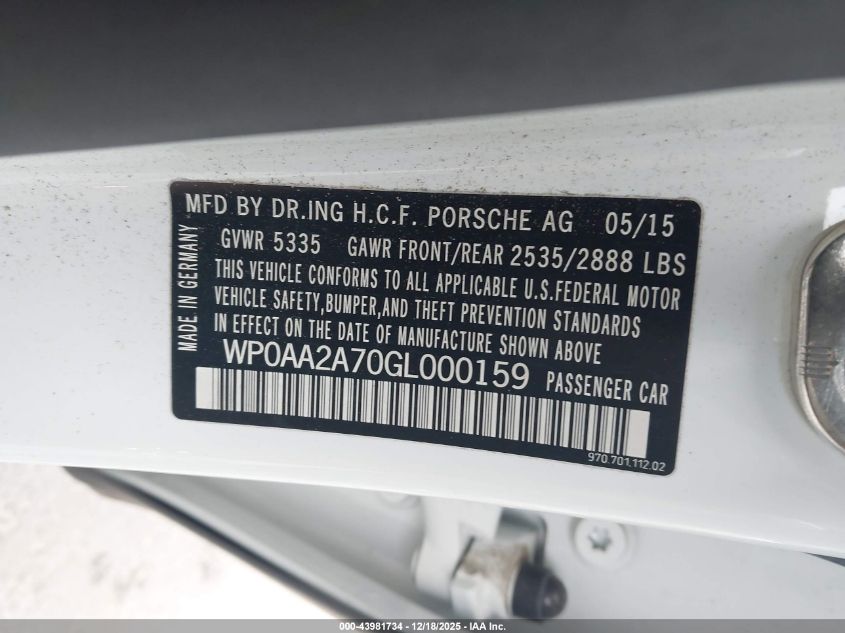 MFD BY DR.ING H.C.F. PORSCHE AG 05/15
GVWR 5335 GAWR FRONT/REAR 2535/2888 LBS
THIS VEHICLE CONFORMS TO ALL APPLICABLE U.S.FEDERAL MOTOR
VEHICLE SAFETY,BUMPER,AND THEFT PREVENTION STANDARDS
IN EFFECT ON THE DATE OF MANUFACTURE SHOWN ABOVE
MADE IN GERMANY
WP0AA2A70GL000159 PASSENGER CAR
970.701.112.02
000-43981734 | 12/18/2025 — IAA Inc.